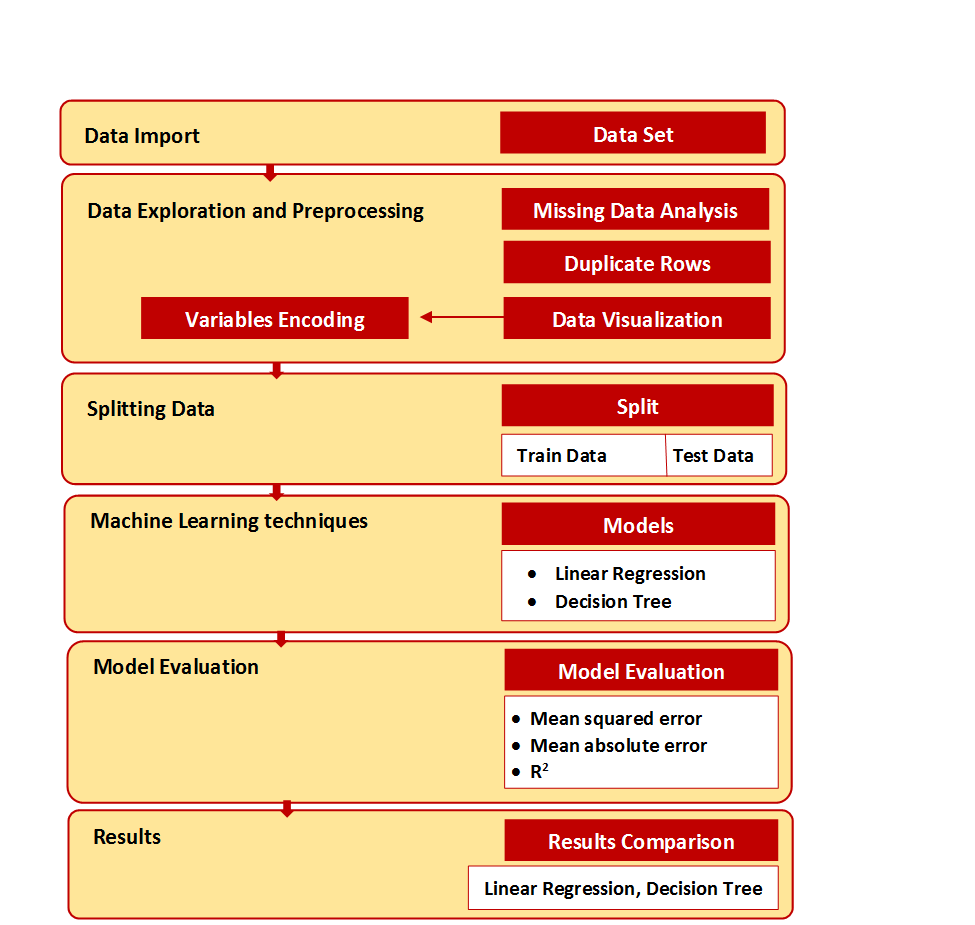 Data Import
Data Set
Data Exploration and Preprocessing
Missing Data Analysis
Duplicate Rows
Variables Encoding
Data Visualization
Splitting Data
Split
Train Data
Test Data
Machine Learning techniques
Models
• Linear Regression
• Decision Tree
Model Evaluation
Model Evaluation
• Mean squared error
• Mean absolute error
• R²
Results
Results Comparison
Linear Regression, Decision Tree